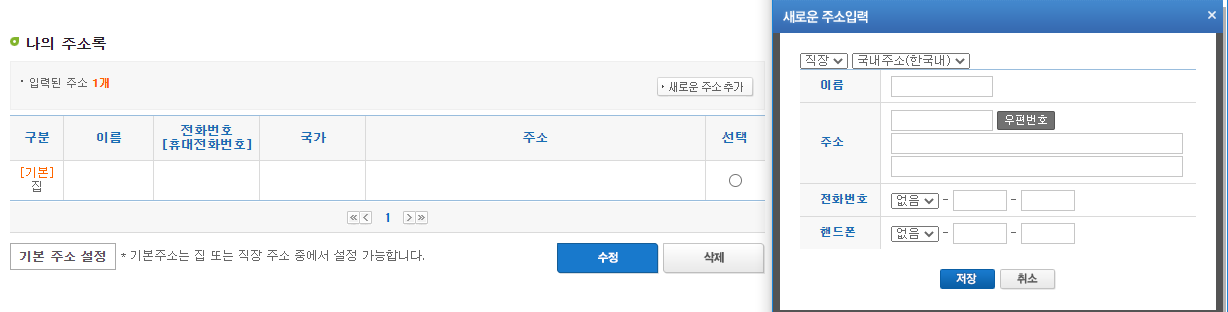 나의 주소록
· 입력된 주소 1개
새로운 주소 추가
구분 이름 전화번호 [휴대전화번호] 국가 주소 선택
[기본]
집
1
기본 주소 설정 * 기본주소는 집 또는 직장 주소 중에서 설정 가능합니다.
수정 삭제
새로운 주소입력
직장 국내주소(한국내)
이름
우편번호
주소
전화번호 없음 - -
핸드폰 없음 - -
저장 취소